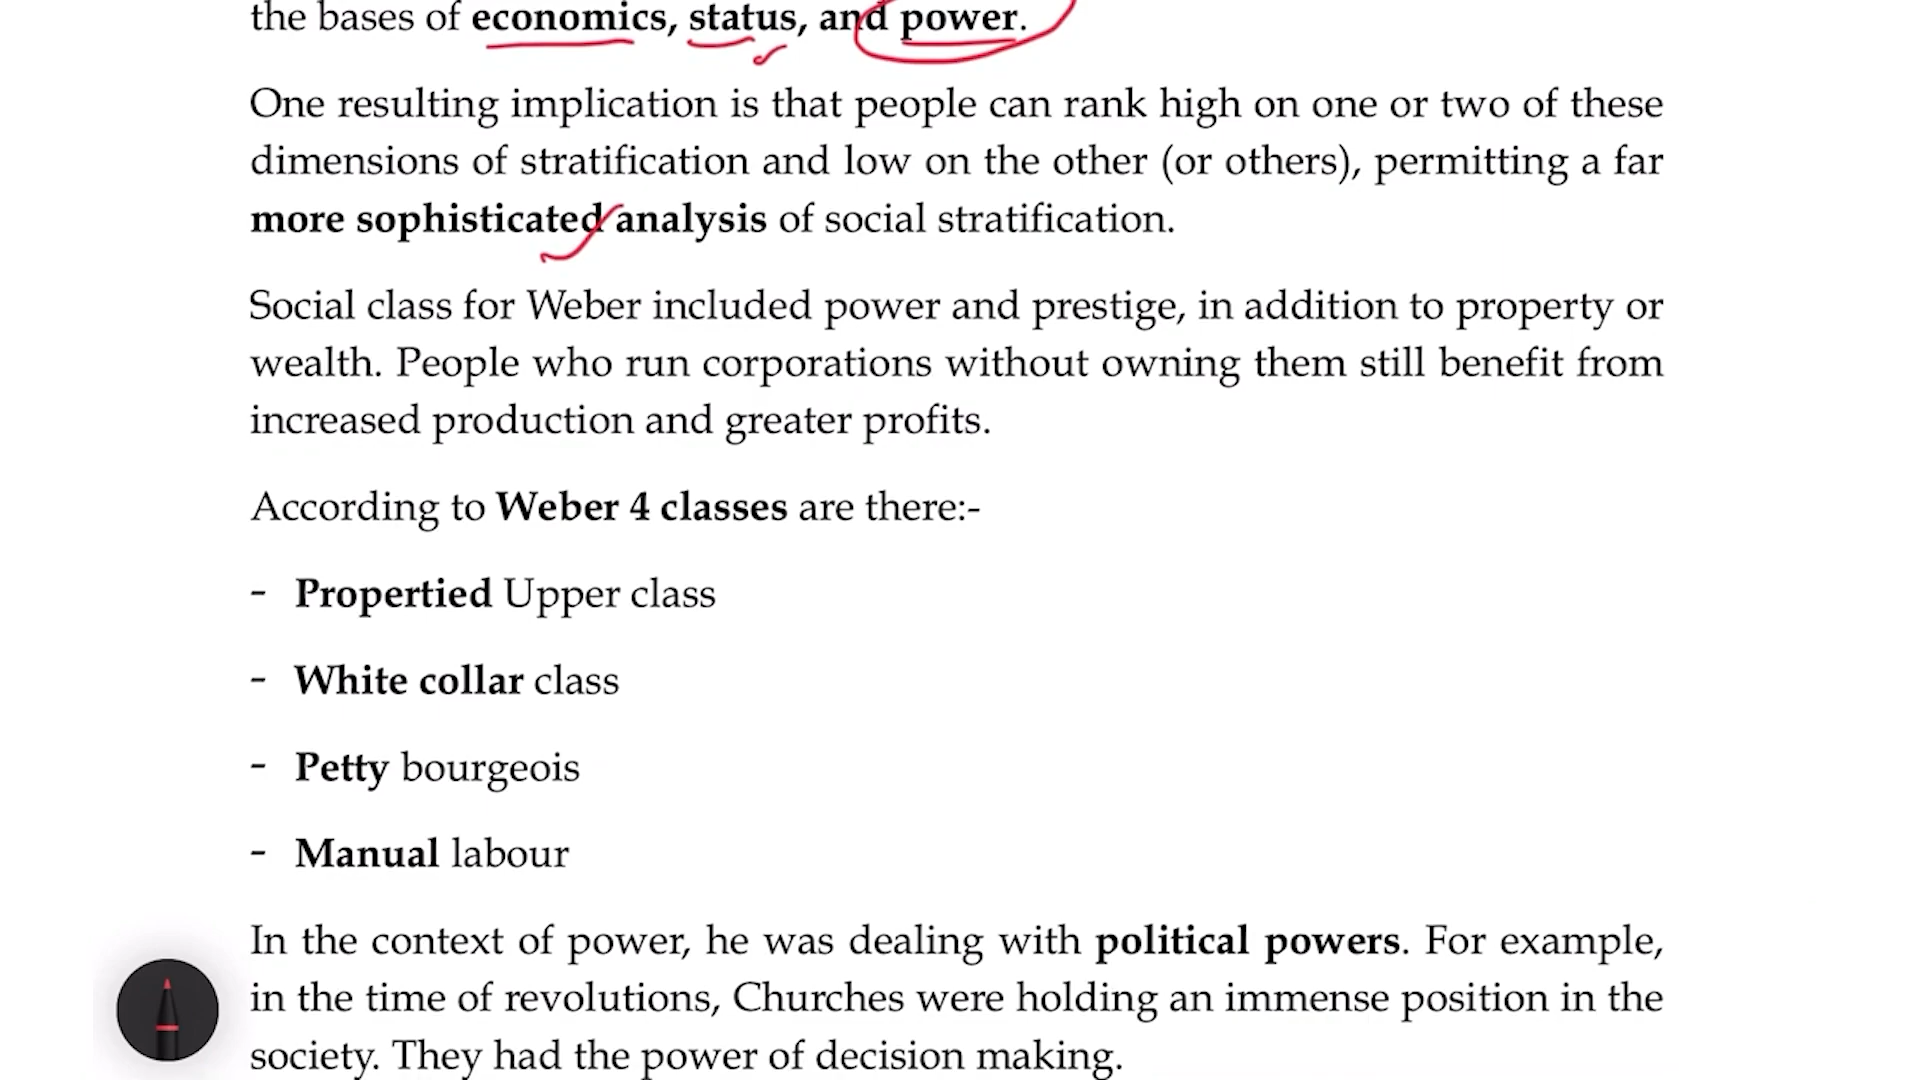 the bases of economics, status, and power.
One resulting implication is that people can rank high on one or two of these
dimensions of stratification and low on the other (or others), permitting a far
more sophisticated analysis of social stratification.
Social class for Weber included power and prestige, in addition to property or
wealth. People who run corporations without owning them still benefit from
increased production and greater profits.
According to Weber 4 classes are there:-
- Propertied Upper class
- White collar class
- Petty bourgeois
- Manual labour
In the context of power, he was dealing with political powers. For example,
in the time of revolutions, Churches were holding an immense position in the
society. They had the power of decision making.